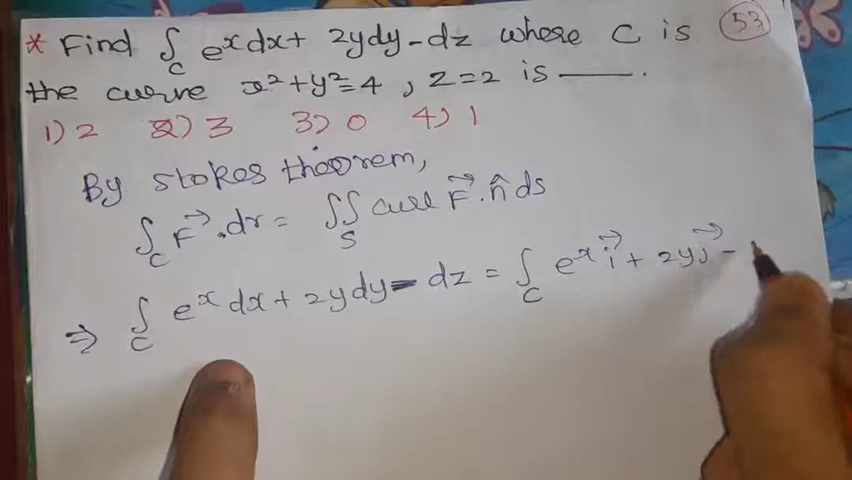 * Find ∫_C e^x dx + 2ydy - dz where C is (53)
the curve x²+y²=4, z=2 is ___.
1) 2 2) 3 3) 0 4) 1
By stokes theorem,
∫_C F⃗.dr = ∬_S curl F⃗.n̂ ds
⇒ ∫_C e^x dx + 2ydy - dz = ∫_C e^x i⃗ + 2y j⃗ -